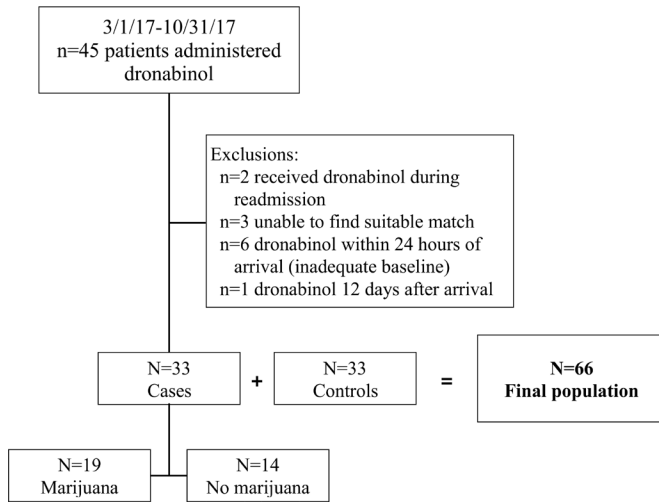 3/1/17-10/31/17
n=45 patients administered
dronabinol
Exclusions:
n=2 received dronabinol during
readmission
n=3 unable to find suitable match
n=6 dronabinol within 24 hours of
arrival (inadequate baseline)
n=1 dronabinol 12 days after arrival
N=33
Cases
+
N=33
Controls
=
N=66
Final population
N=19
Marijuana
N=14
No marijuana